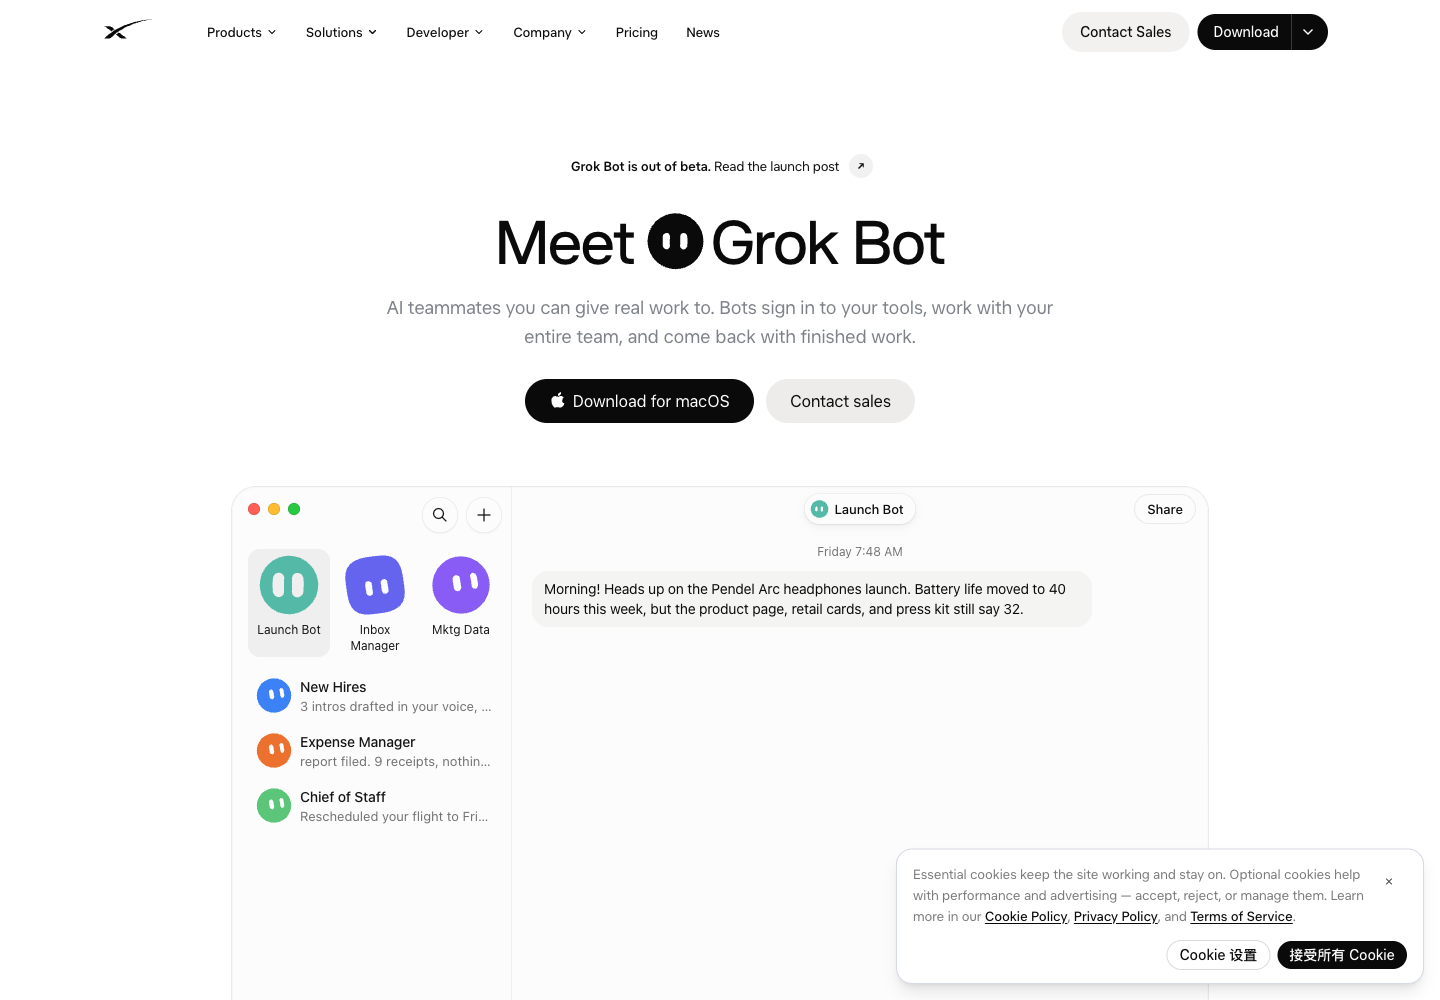 Products
Solutions
Developer
Company
Pricing
News
Contact Sales
Download
Grok Bot is out of beta. Read the launch post
Meet Grok Bot
AI teammates you can give real work to. Bots sign in to your tools, work with your
entire team, and come back with finished work.
Download for macOS
Contact sales
Launch Bot
Inbox
Manager
Mktg Data
New Hires
3 intros drafted in your voice, ...
Expense Manager
report filed. 9 receipts, nothin...
Chief of Staff
Rescheduled your flight to Fri...
Launch Bot
Share
Friday 7:48 AM
Morning! Heads up on the Pendel Arc headphones launch. Battery life moved to 40
hours this week, but the product page, retail cards, and press kit still say 32.
Essential cookies keep the site working and stay on. Optional cookies help
with performance and advertising — accept, reject, or manage them. Learn
more in our Cookie Policy, Privacy Policy, and Terms of Service.
Cookie 设置
接受所有 Cookie